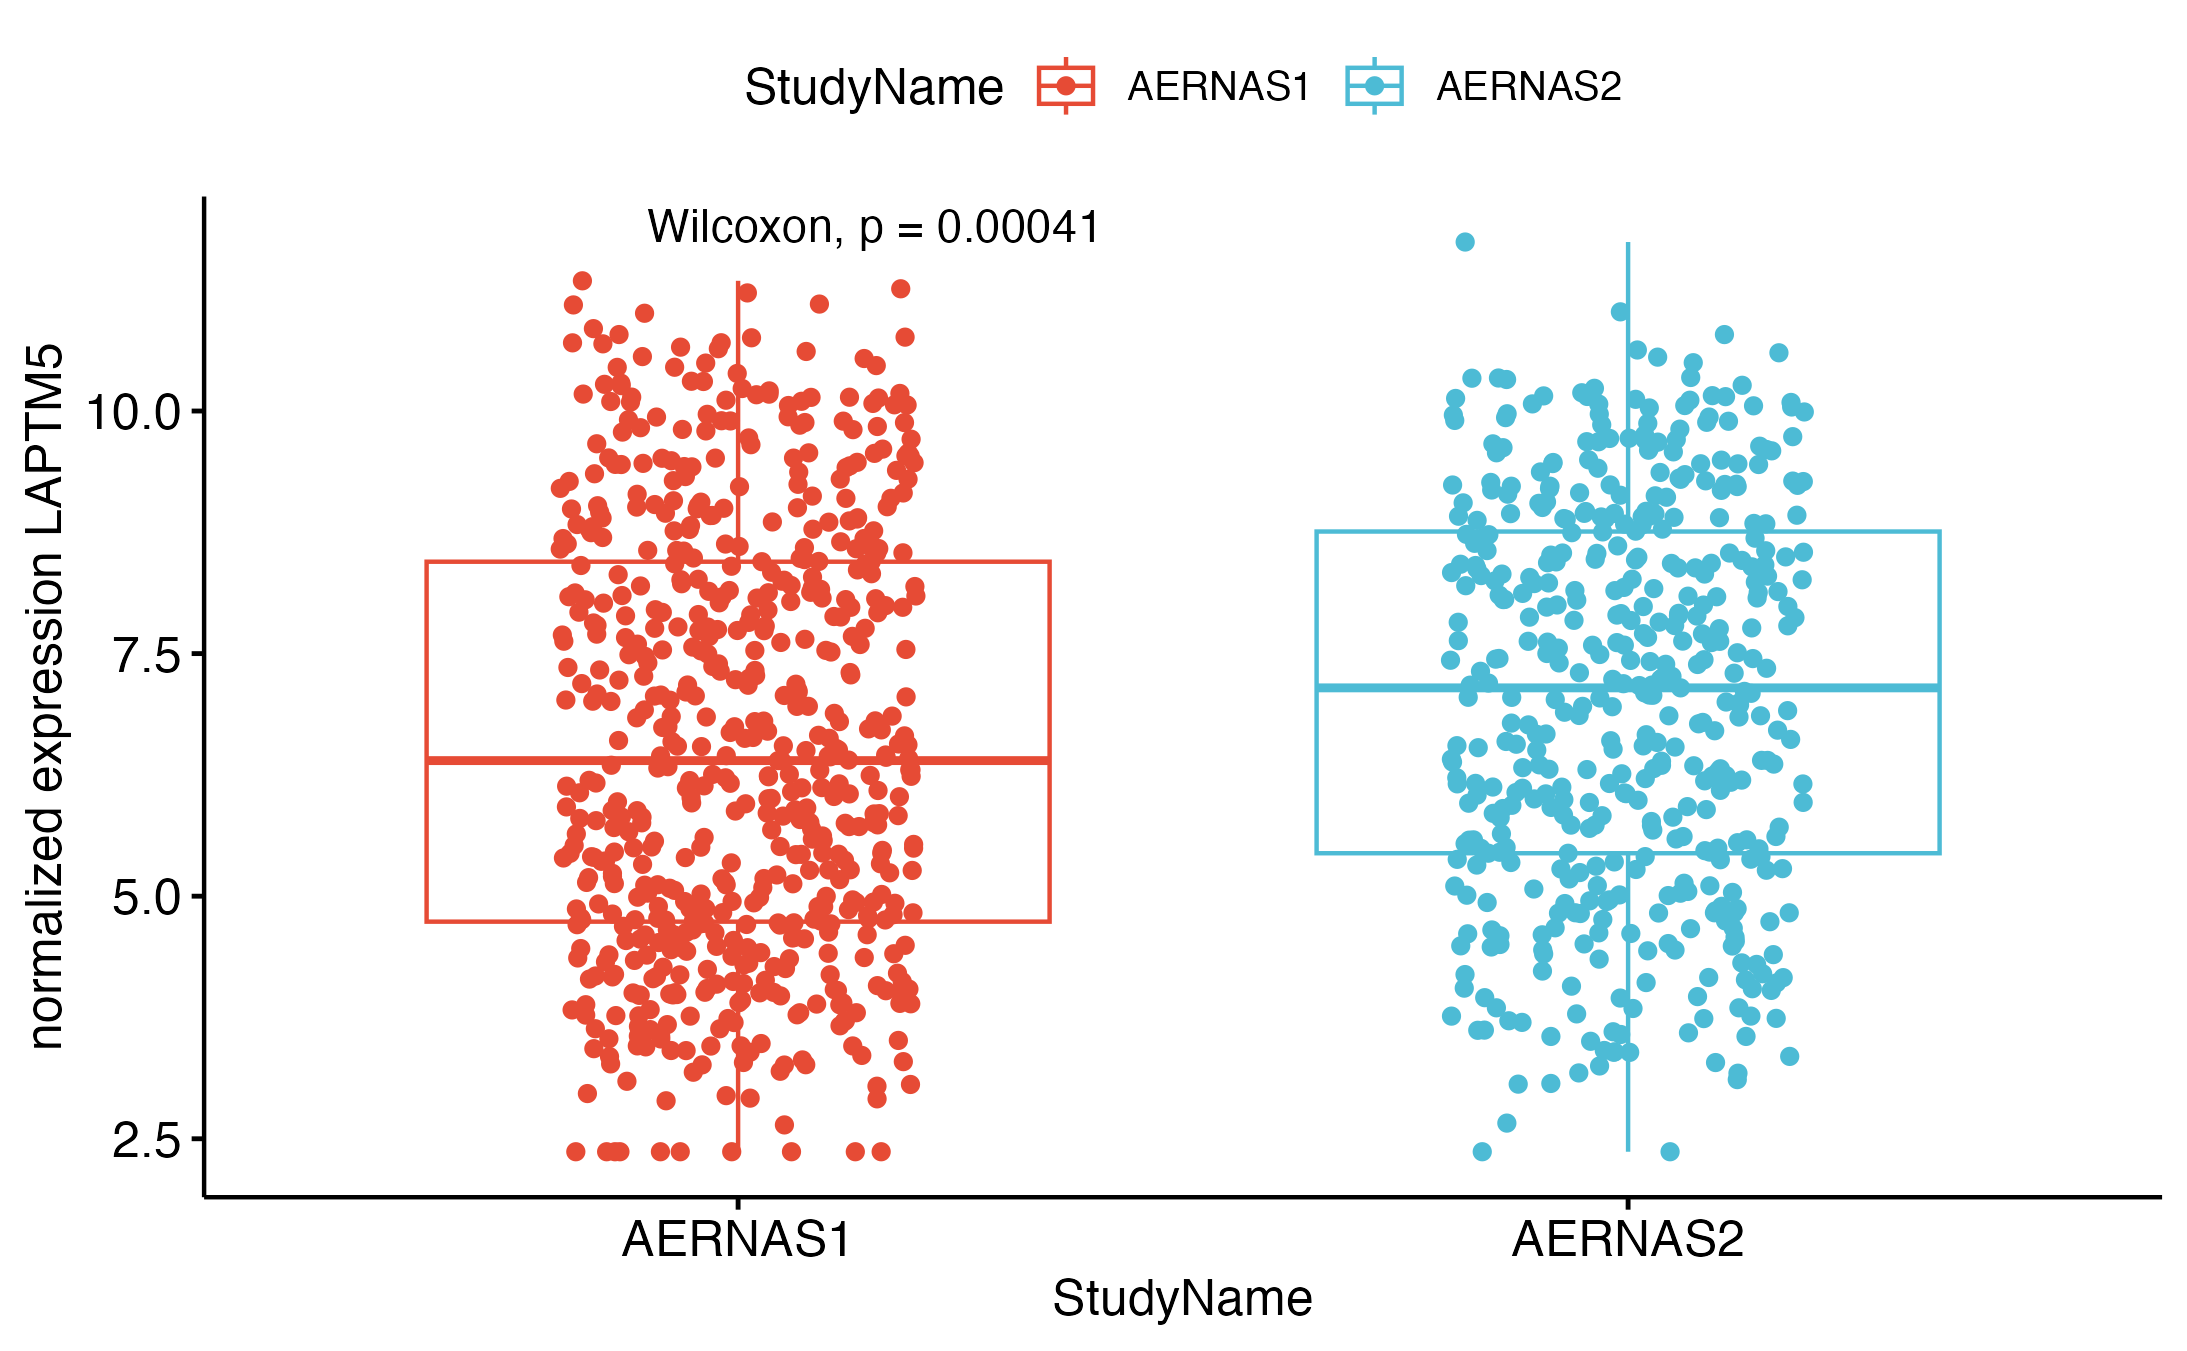 StudyName AERNAS1 AERNAS2
Wilcoxon, p = 0.00041
normalized expression LAPTM5
10.0
7.5
5.0
2.5
AERNAS1 AERNAS2
StudyName